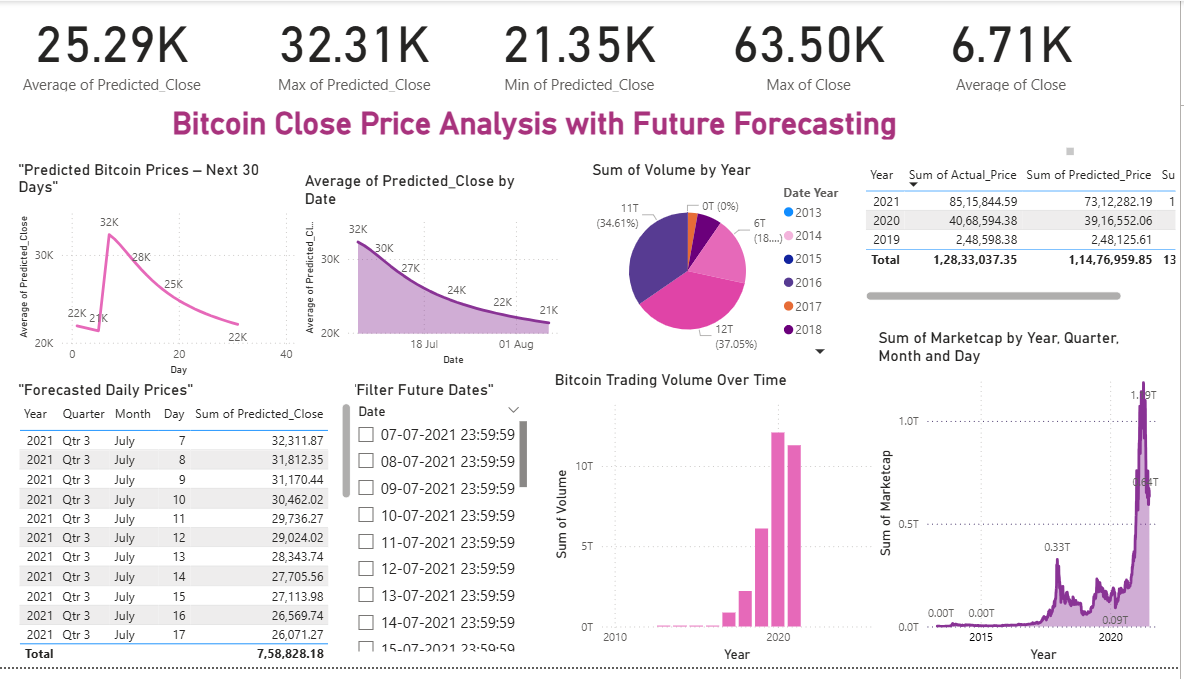 25.29K
Average of Predicted_Close
32.31K
Max of Predicted_Close
21.35K
Min of Predicted_Close
63.50K
Max of Close
6.71K
Average of Close
Bitcoin Close Price Analysis with Future Forecasting
"Predicted Bitcoin Prices – Next 30
Days"
Average of Predicted_Close
30K
20K
32K
28K
25K
22K
21K
22K
0
20
40
Day
Average of Predicted_Close by
Date
Average of Predicted_Cl...
30K
20K
32K
30K
27K
24K
22K
21K
18 Jul
01 Aug
Date
Sum of Volume by Year
11T
(34.61%)
0T (0%)
6T
(18....)
12T
(37.05%)
Date Year
2013
2014
2015
2016
2017
2018
Year Sum of Actual_Price Sum of Predicted_Price Su
2021 85,15,844.59 73,12,282.19 1
2020 40,68,594.38 39,16,552.06
2019 2,48,598.38 2,48,125.61
Total 1,28,33,037.35 1,14,76,959.85 13
"Forecasted Daily Prices"
Year Quarter Month Day Sum of Predicted_Close
2021 Qtr 3 July 7 32,311.87
2021 Qtr 3 July 8 31,812.35
2021 Qtr 3 July 9 31,170.44
2021 Qtr 3 July 10 30,462.02
2021 Qtr 3 July 11 29,736.27
2021 Qtr 3 July 12 29,024.02
2021 Qtr 3 July 13 28,343.74
2021 Qtr 3 July 14 27,705.56
2021 Qtr 3 July 15 27,113.98
2021 Qtr 3 July 16 26,569.74
2021 Qtr 3 July 17 26,071.27
Total 7,58,828.18
'Filter Future Dates"
Date
07-07-2021 23:59:59
08-07-2021 23:59:59
09-07-2021 23:59:59
10-07-2021 23:59:59
11-07-2021 23:59:59
12-07-2021 23:59:59
13-07-2021 23:59:59
14-07-2021 23:59:59
15-07-2021 23:59:59
Bitcoin Trading Volume Over Time
Sum of Volume
10T
5T
0T
2010
2020
Year
Sum of Marketcap by Year, Quarter,
Month and Day
Sum of Marketcap
1.0T
0.5T
0.0T
0.00T
0.00T
0.33T
0.09T
1.19T
0.64T
2015
2020
Year